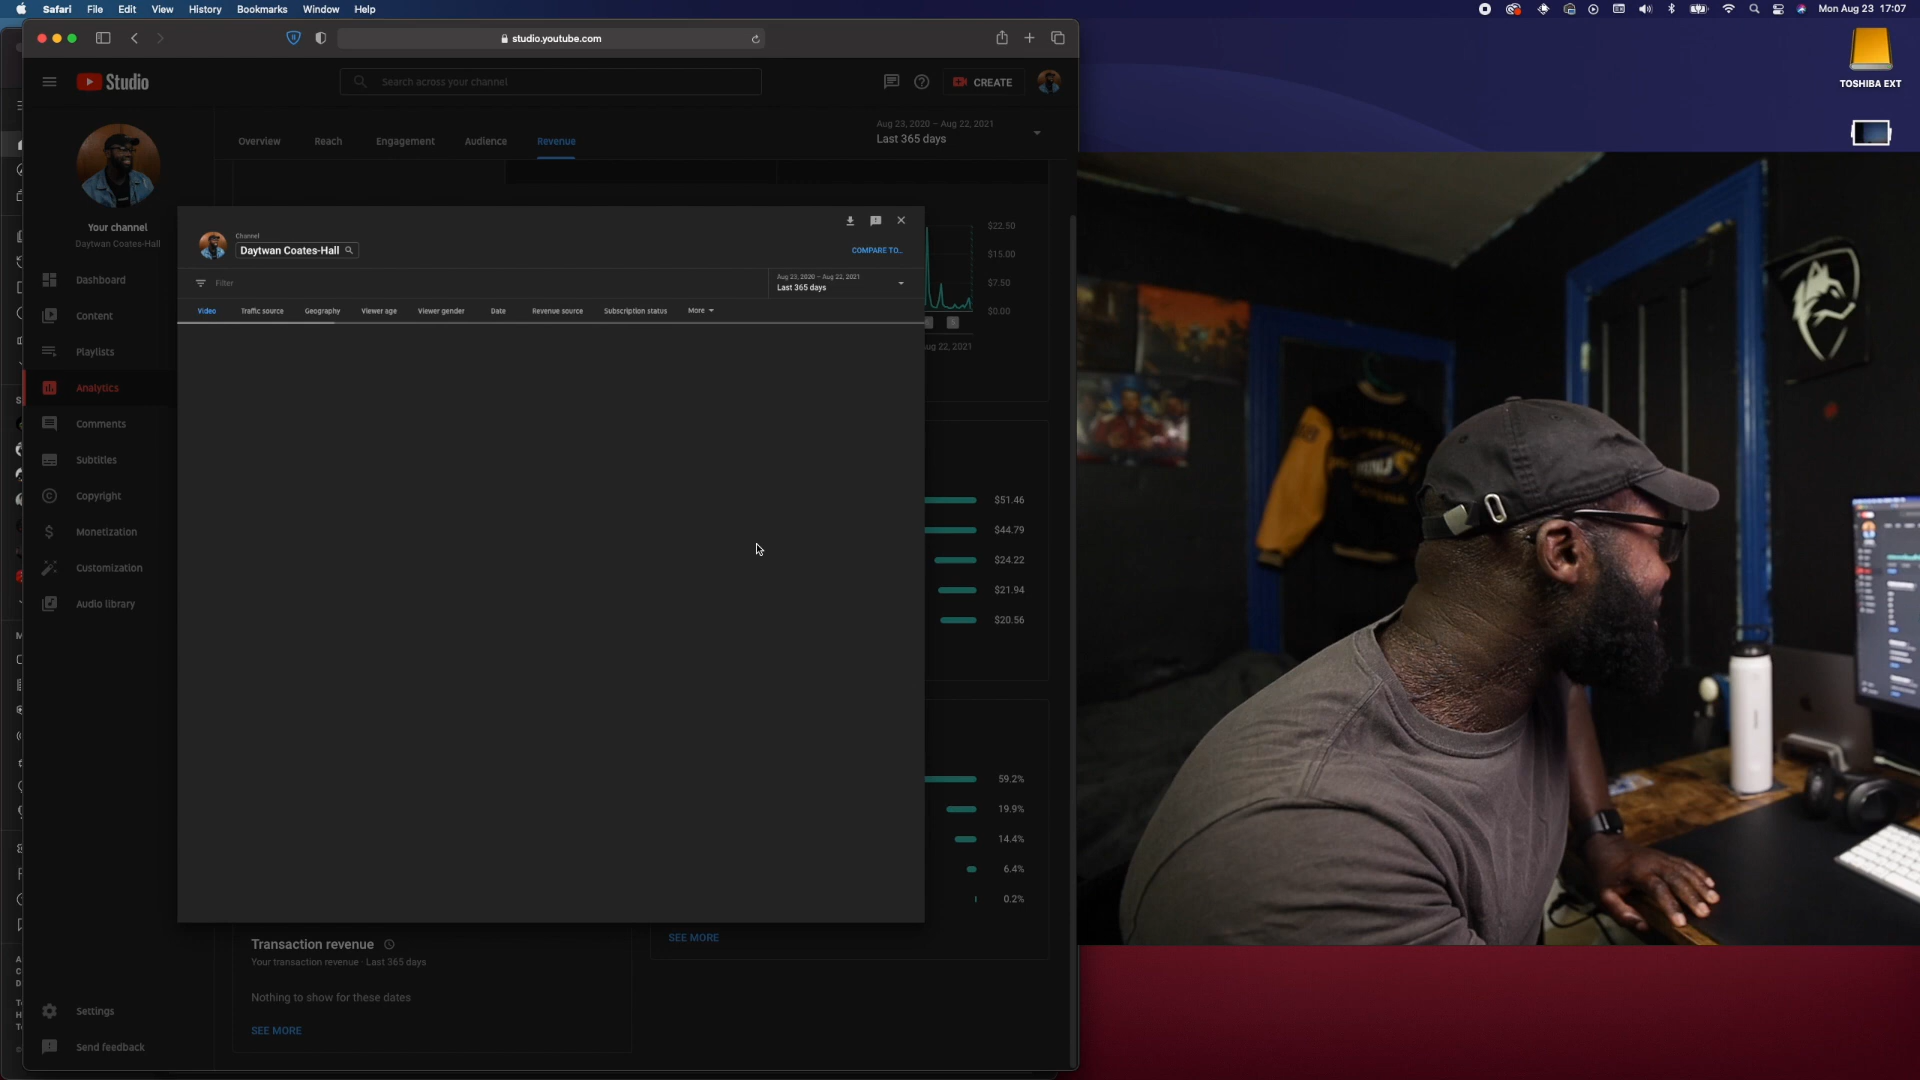 Safari File Edit View History Bookmarks Window Help
Mon Aug 23 17:07
studio.youtube.com
TOSHIBA EXT
Studio
Search across your channel
CREATE
Overview Reach Engagement Audience Revenue
Aug 23, 2020 – Aug 22, 2021
Last 365 days
Your channel
Daytwan Coates-Hall
Dashboard
Content
Playlists
Analytics
Comments
Subtitles
Copyright
Monetization
Customization
Audio library
Settings
Send feedback
Channel
Daytwan Coates-Hall
COMPARE TO...
Filter
Aug 23, 2020 – Aug 22, 2021
Last 365 days
Video Traffic source Geography Viewer age Viewer gender Date Revenue source Subscription status More
$22.50
$15.00
$7.50
$0.00
ug 22, 2021
$51.46
$44.79
$24.22
$21.94
$20.56
59.2%
19.9%
14.4%
6.4%
0.2%
SEE MORE
Transaction revenue
Your transaction revenue · Last 365 days
Nothing to show for these dates
SEE MORE